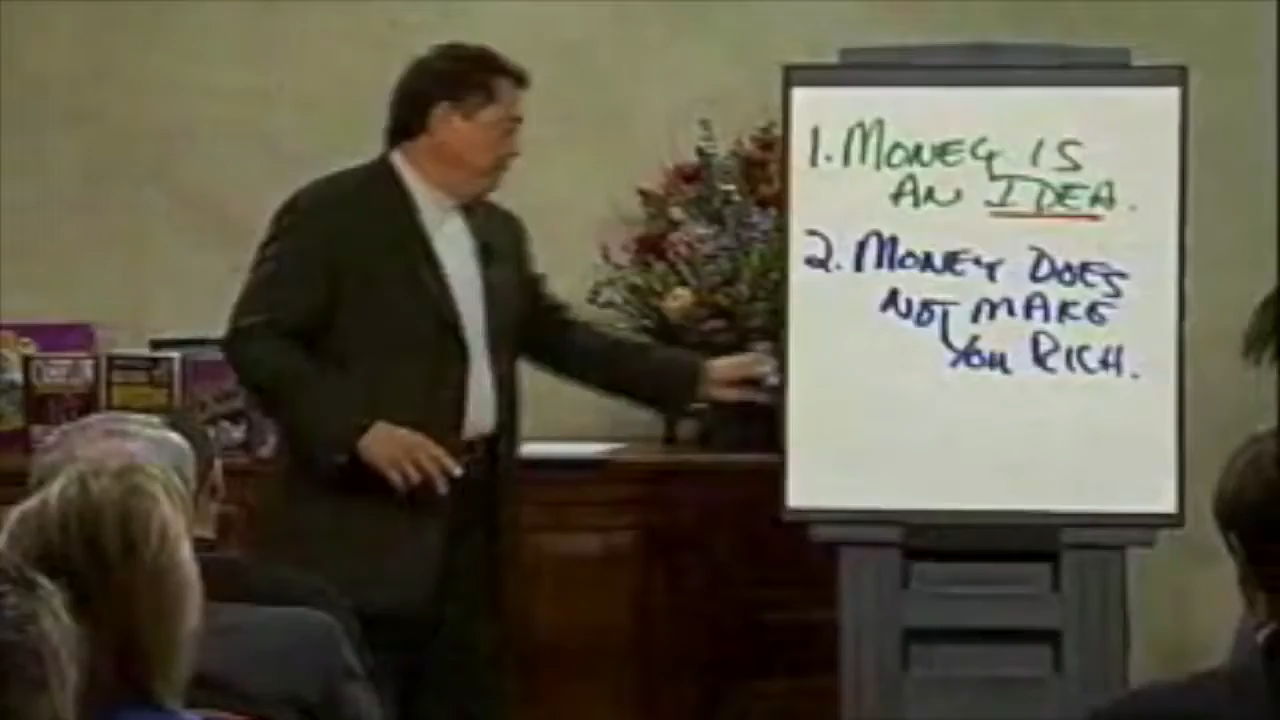 1. MONEY IS
AN IDEA.
2. MONEY DOES
NOT MAKE
YOU RICH.